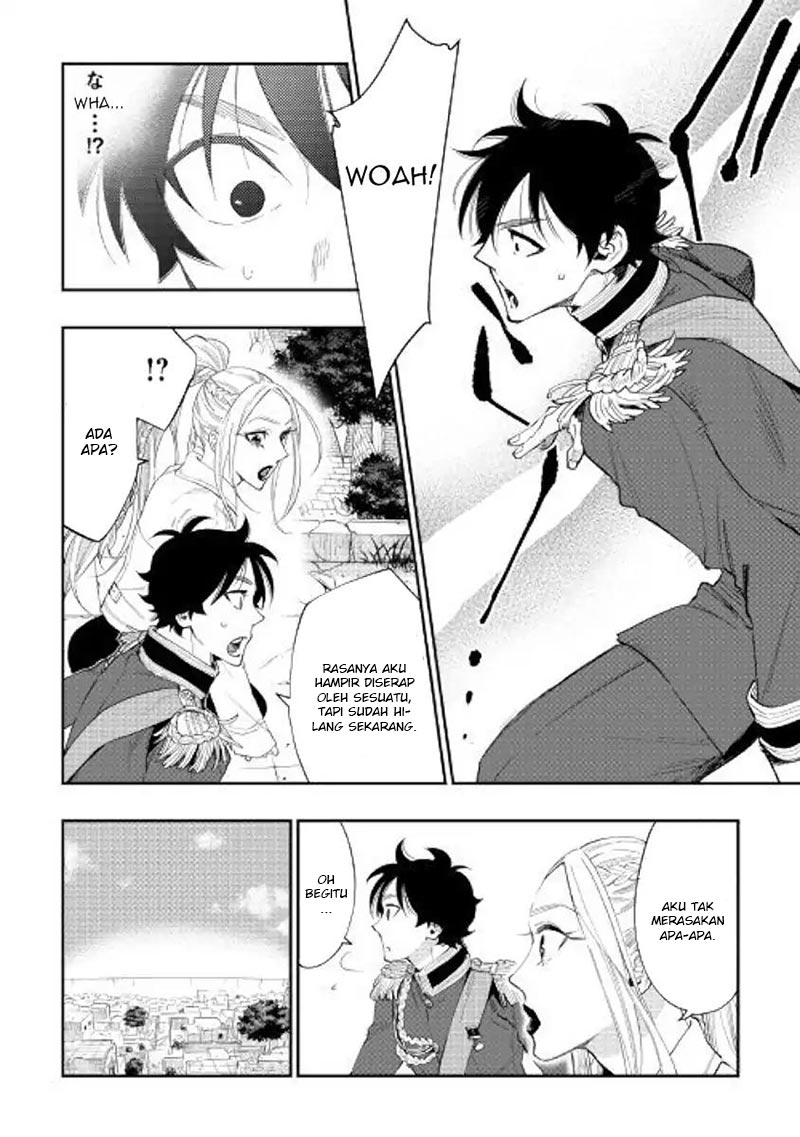 WOAH!
な
WHA...
…
!?
!?
ADA
APA?
RASANYA AKU
HAMPIR DISERAP
OLEH SESUATU,
TAPI SUDAH HI-
LANG SEKARANG.
AKU TAK
MERASAKAN
APA-APA.
OH
BEGITU
...